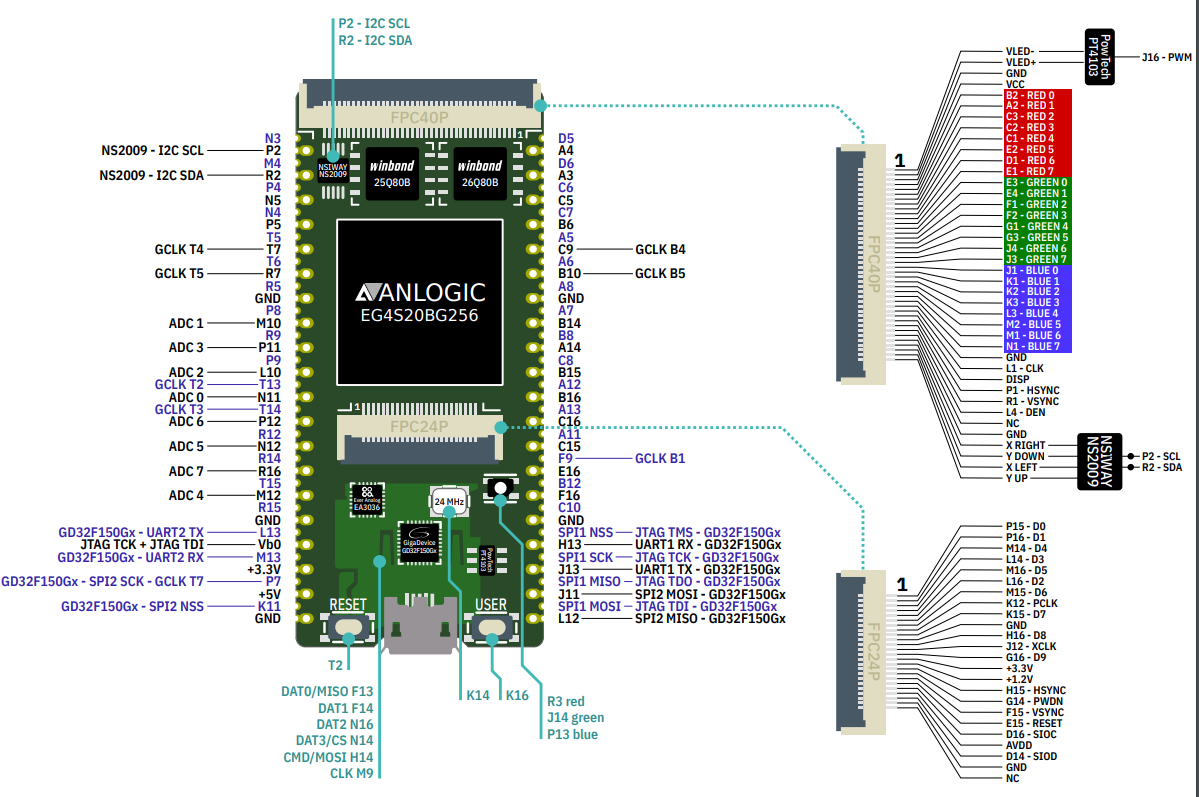 P2 - I2C SCL
R2 - I2C SDA
FPC40P
1
N3
NS2009 - I2C SCL P2
M4
NS2009 - I2C SDA R2
P4
N5
N4
P5
T5
GCLK T4 T7
T6
GCLK T5 R7
R5
GND
P8
ADC 1 M10
R9
ADC 3 P11
P9
ADC 2 L10
GCLK T2 T13
ADC 0 N11
GCLK T3 T14
ADC 6 P12
R12
ADC 5 N12
R14
ADC 7 R16
T15
ADC 4 M12
R15
GND
GD32F150Gx - UART2 TX L13
JTAG TCK + JTAG TDI Vb0
GD32F150Gx - UART2 RX M13
+3.3V
GD32F150Gx - SPI2 SCK - GCLK T7 P7
+5V
GD32F150Gx - SPI2 NSS K11
GND
NSIWAY
NS2009
winbond
25Q80B
winbond
26Q80B
ANLOGIC
EG4S20BG256
1
FPC24P
Ever Analog
EA3036
24 MHz
GigaDevice
GD32F150Gx
PowTech
PT4103
RESET
USER
D5
A4
D6
A3
C6
C5
C7
B6
A5
C9 GCLK B4
A6
B10 GCLK B5
A8
GND
A7
B14
B8
A14
C8
B15
A12
B16
A13
C16
A11
C15
F9 GCLK B1
E16
B12
F16
C10
GND
SPI1 NSS JTAG TMS - GD32F150Gx
H13 UART1 RX - GD32F150Gx
SPI1 SCK JTAG TCK - GD32F150Gx
J13 UART1 TX - GD32F150Gx
SPI1 MISO JTAG TDO - GD32F150Gx
J11 SPI2 MOSI - GD32F150Gx
SPI1 MOSI JTAG TDI - GD32F150Gx
L12 SPI2 MISO - GD32F150Gx
T2
DAT0/MISO F13
DAT1 F14
DAT2 N16
DAT3/CS N14
CMD/MOSI H14
CLK M9
K14
K16
R3 red
J14 green
P13 blue
1
FPC40P
VLED-
VLED+
GND
VCC
B2 - RED 0
A2 - RED 1
C3 - RED 2
C2 - RED 3
C1 - RED 4
E2 - RED 5
D1 - RED 6
E1 - RED 7
E3 - GREEN 0
E4 - GREEN 1
F1 - GREEN 2
F2 - GREEN 3
G1 - GREEN 4
G3 - GREEN 5
J4 - GREEN 6
J3 - GREEN 7
J1 - BLUE 0
K1 - BLUE 1
K2 - BLUE 2
K3 - BLUE 3
L3 - BLUE 4
M2 - BLUE 5
M1 - BLUE 6
N1 - BLUE 7
GND
L1 - CLK
DISP
P1 - HSYNC
R1 - VSYNC
L4 - DEN
NC
GND
X RIGHT
Y DOWN
X LEFT
Y UP
PowTech
PT4103
J16 - PWM
NSIWAY
NS2009
P2 - SCL
R2 - SDA
1
FPC24P
P15 - D0
P16 - D1
M14 - D4
L14 - D3
M16 - D5
L16 - D2
M15 - D6
K12 - PCLK
K15 - D7
GND
H16 - D8
J12 - XCLK
G16 - D9
+3.3V
+1.2V
H15 - HSYNC
G14 - PWDN
F15 - VSYNC
E15 - RESET
D16 - SIOC
AVDD
D14 - SIOD
GND
NC